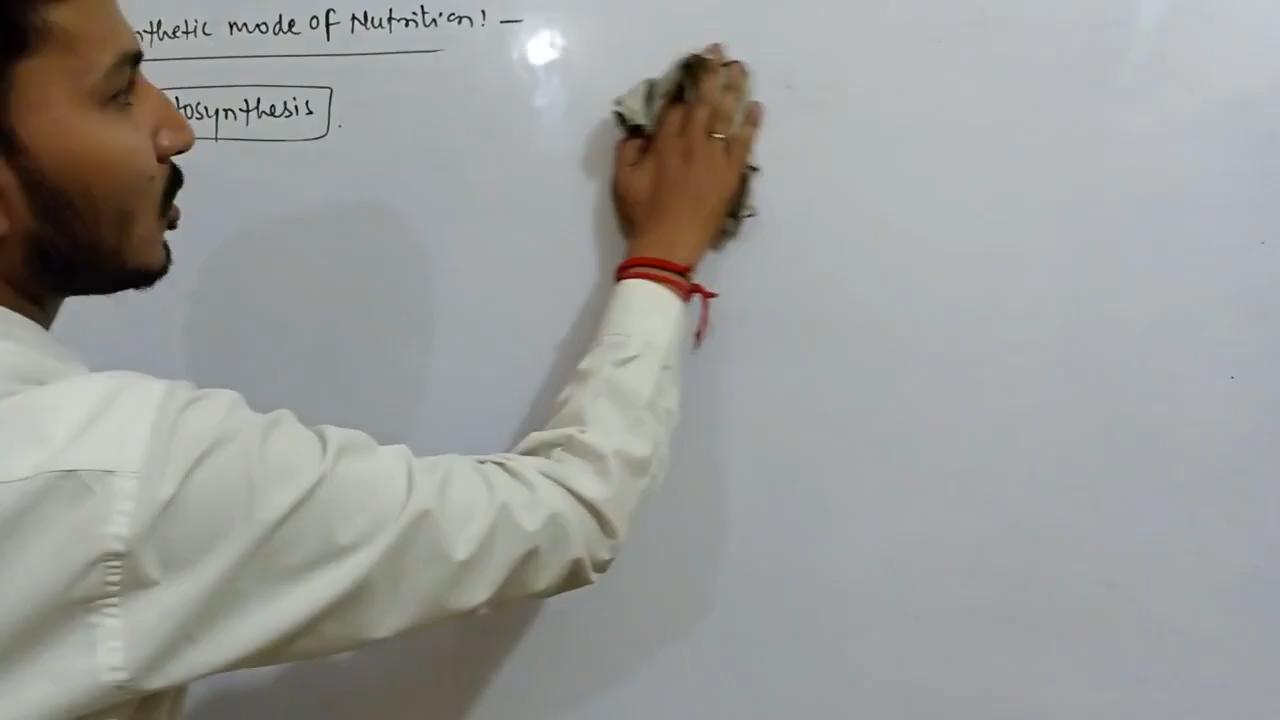 nthetic mode of Nutrition! —
tosynthesis.